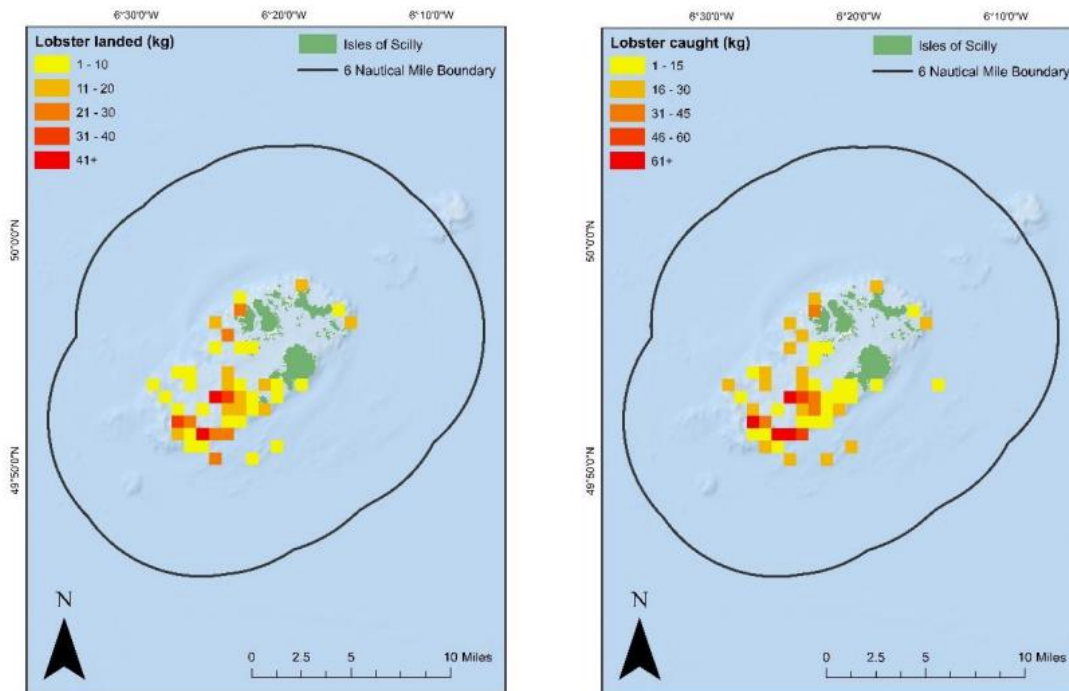 6°30'0"W 6°20'0"W 6°10'0"W
Lobster landed (kg)
1 - 10
11 - 20
21 - 30
31 - 40
41+
Isles of Scilly
6 Nautical Mile Boundary
50°0'0"N
49°50'0"N
N
0 2.5 5 10 Miles
6°30'0"W 6°20'0"W 6°10'0"W
Lobster caught (kg)
1 - 15
16 - 30
31 - 45
46 - 60
61+
Isles of Scilly
6 Nautical Mile Boundary
50°0'0"N
49°50'0"N
N
0 2.5 5 10 Miles